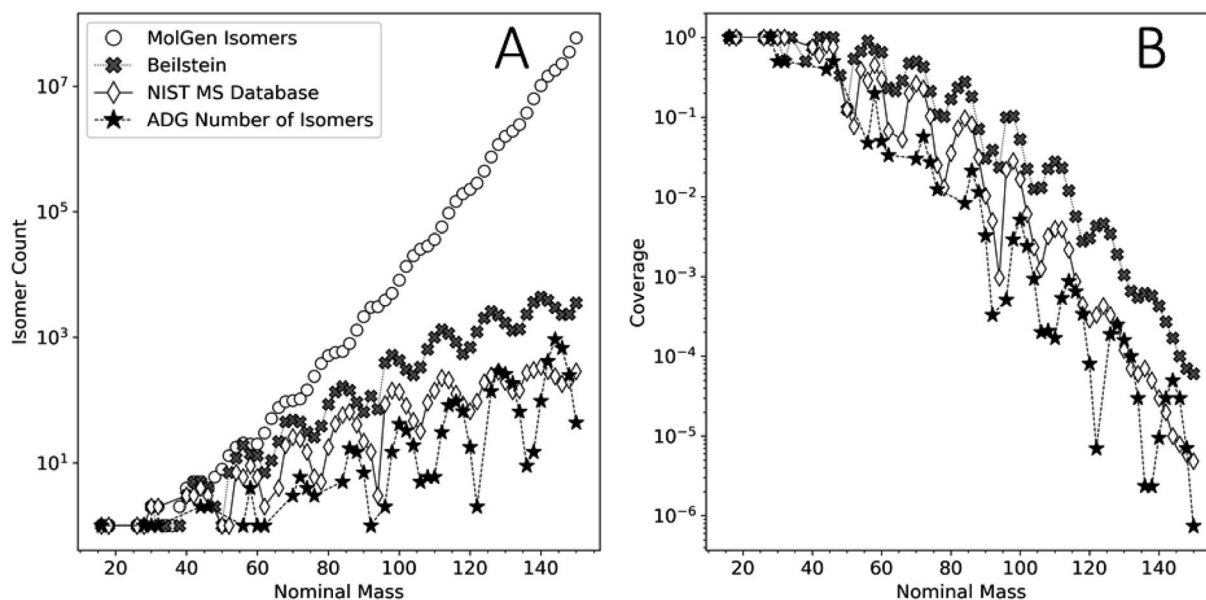 A
MolGen Isomers
Beilstein
NIST MS Database
ADG Number of Isomers
Isomer Count
10^7
10^5
10^3
10^1
20 40 60 80 100 120 140
Nominal Mass
B
Coverage
10^0
10^-1
10^-2
10^-3
10^-4
10^-5
10^-6
20 40 60 80 100 120 140
Nominal Mass